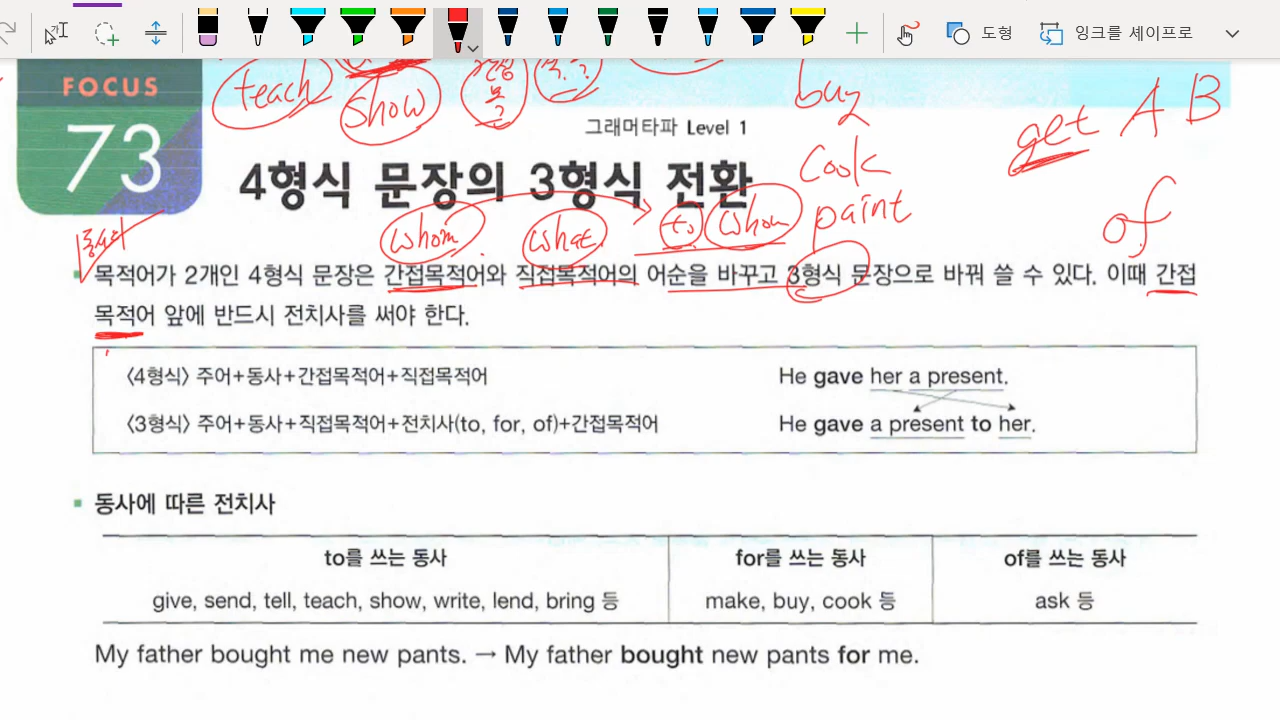 도형
잉크를 셰이프로
FOCUS
73
teach
show
간접
목?
buy
get A B
그래머타파 Level 1
4형식 문장의 3형식 전환
cook
paint
of
whom
what
to
whom
목적어가 2개인 4형식 문장은 간접목적어와 직접목적어의 어순을 바꾸고 3형식 문장으로 바꿔 쓸 수 있다. 이때 간접
목적어 앞에 반드시 전치사를 써야 한다.
〈4형식〉 주어+동사+간접목적어+직접목적어
He gave her a present.
〈3형식〉 주어+동사+직접목적어+전치사(to, for, of)+간접목적어
He gave a present to her.
동사에 따른 전치사
to를 쓰는 동사
for를 쓰는 동사
of를 쓰는 동사
give, send, tell, teach, show, write, lend, bring 등
make, buy, cook 등
ask 등
My father bought me new pants. → My father bought new pants for me.